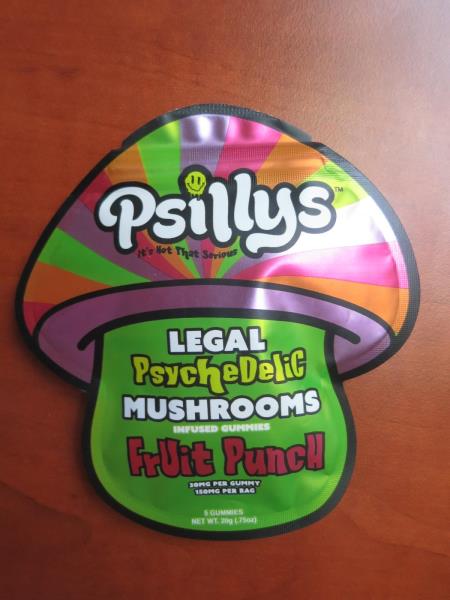 Psillys™
It's Not That Serious
LEGAL
PsycheDeliC
MUSHROOMS
INFUSED GUMMIES
FrUit PunCH
30MG PER GUMMY
150MG PER BAG
5 GUMMIES
NET WT. 20g (.75oz)